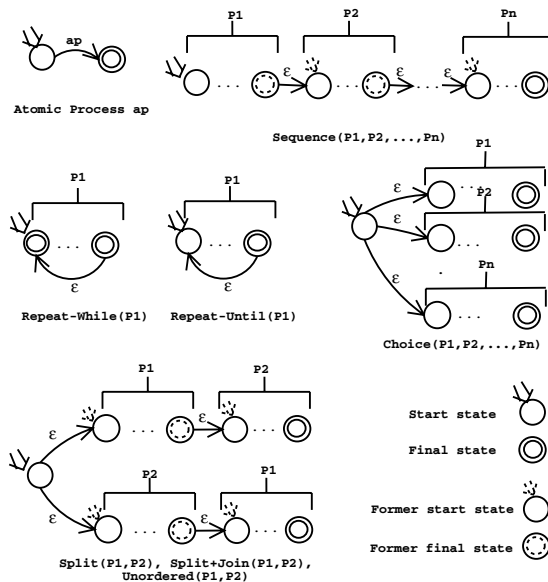 ap
Atomic Process ap
P1
P2
Pn
... ε ... ε ... ε ...
Sequence(P1,P2,...,Pn)
P1
...
ε
Repeat-While(P1)
P1
...
ε
Repeat-Until(P1)
P1
ε ...
P2
ε ...
Pn
ε ...
Choice(P1,P2,...,Pn)
P1
P2
ε ... ε ...
P2
P1
ε ... ε ...
Split(P1,P2), Split+Join(P1,P2),
Unordered(P1,P2)
Start state
Final state
Former start state
Former final state